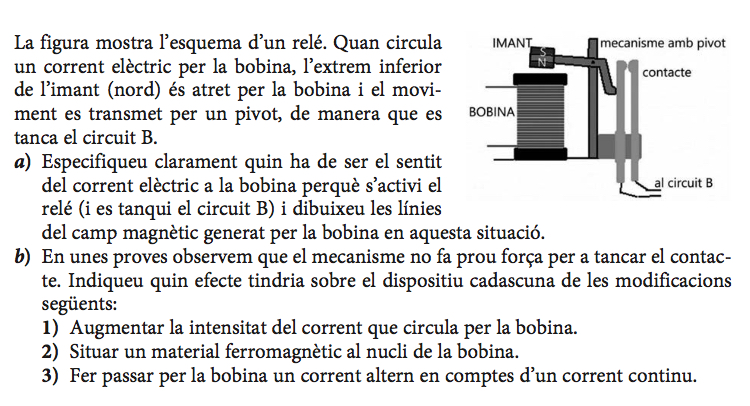 La figura mostra l'esquema d'un relé. Quan circula
un corrent elèctric per la bobina, l'extrem inferior
de l'imant (nord) és atret per la bobina i el movi-
ment es transmet per un pivot, de manera que es
tanca el circuit B.
IMANT
S
N
mecanisme amb pivot
contacte
BOBINA
al circuit B
a) Especifiqueu clarament quin ha de ser el sentit
del corrent elèctric a la bobina perquè s'activi el
relé (i es tanqui el circuit B) i dibuixeu les línies
del camp magnètic generat per la bobina en aquesta situació.
b) En unes proves observem que el mecanisme no fa prou força per a tancar el contac-
te. Indiqueu quin efecte tindria sobre el dispositiu cadascuna de les modificacions
següents:
1) Augmentar la intensitat del corrent que circula per la bobina.
2) Situar un material ferromagnètic al nucli de la bobina.
3) Fer passar per la bobina un corrent altern en comptes d'un corrent continu.